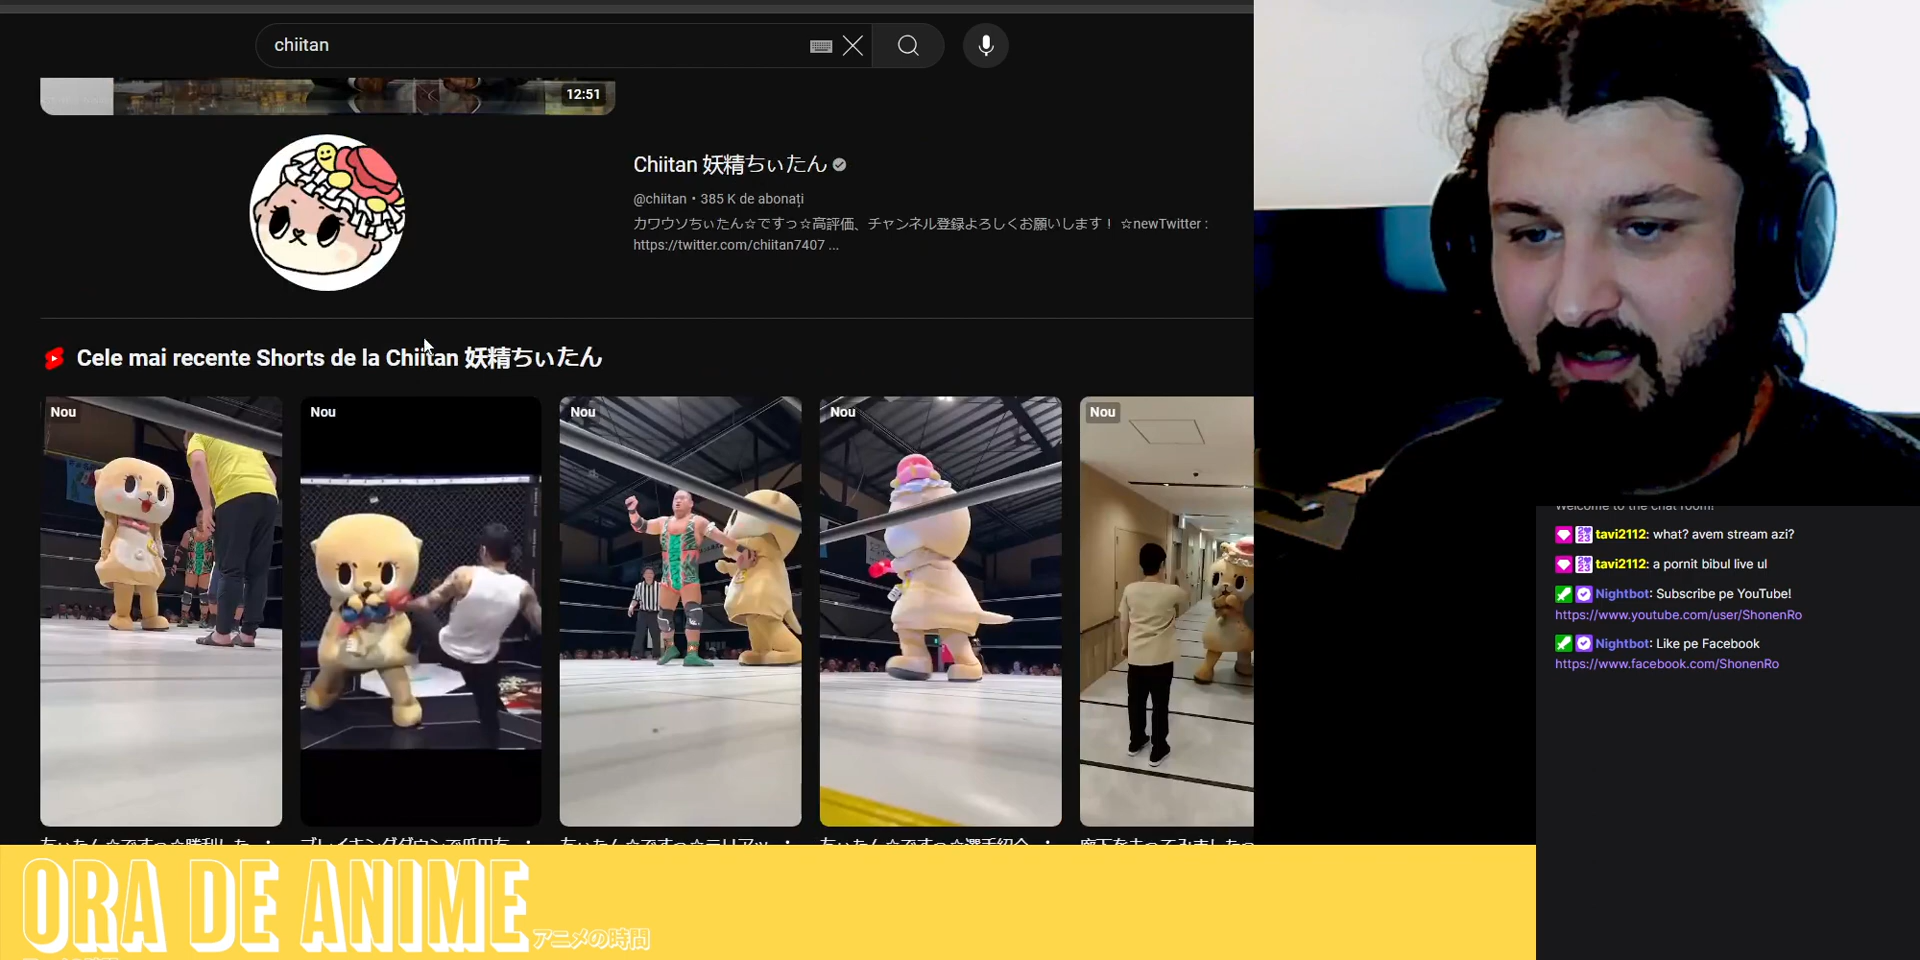 chiitan
12:51
Chiitan 妖精ちぃたん
@chiitan • 385 K de abonați
カワウソちぃたん☆ですっ☆高評価、チャンネル登録よろしくお願いします！ ☆newTwitter :
https://twitter.com/chiitan7407 ...
Cele mai recente Shorts de la Chiitan 妖精ちぃたん
Nou
Nou
Nou
Nou
Nou
Welcome to the chat room!
tavi2112: what? avem stream azi?
tavi2112: a pornit bibul live ul
Nightbot: Subscribe pe YouTube!
https://www.youtube.com/user/ShonenRo
Nightbot: Like pe Facebook
https://www.facebook.com/ShonenRo
ORA DE ANIME
アニメの時間